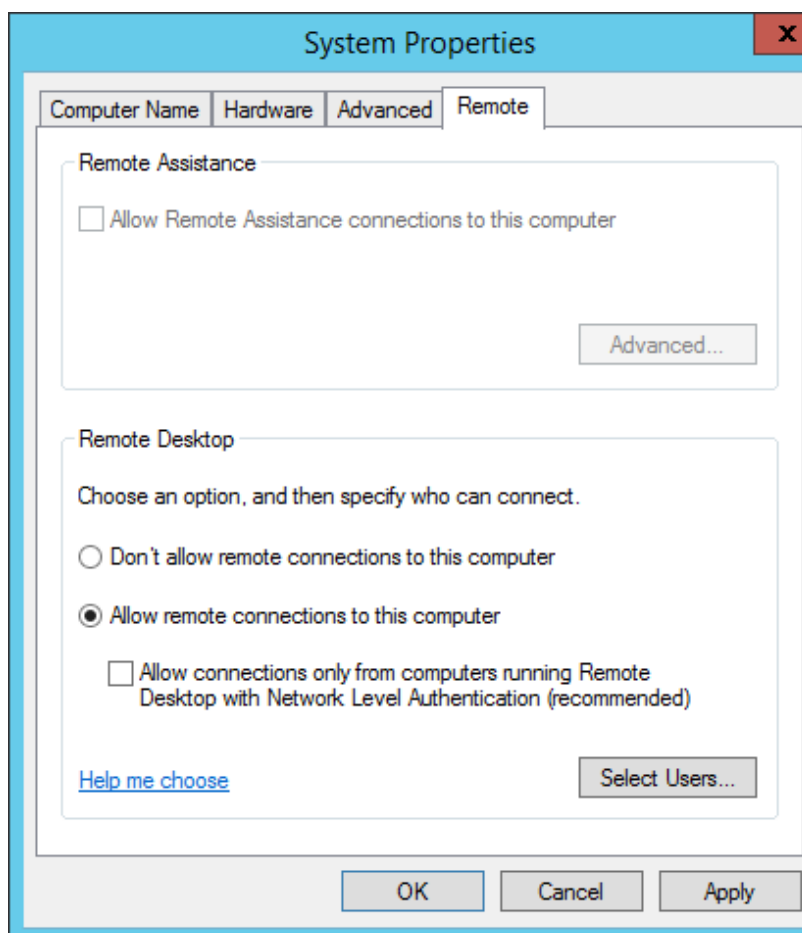 System Properties
x
Computer Name
Hardware
Advanced
Remote
Remote Assistance
Allow Remote Assistance connections to this computer
Advanced...
Remote Desktop
Choose an option, and then specify who can connect.
Don't allow remote connections to this computer
Allow remote connections to this computer
Allow connections only from computers running Remote
Desktop with Network Level Authentication (recommended)
Help me choose
Select Users...
OK
Cancel
Apply